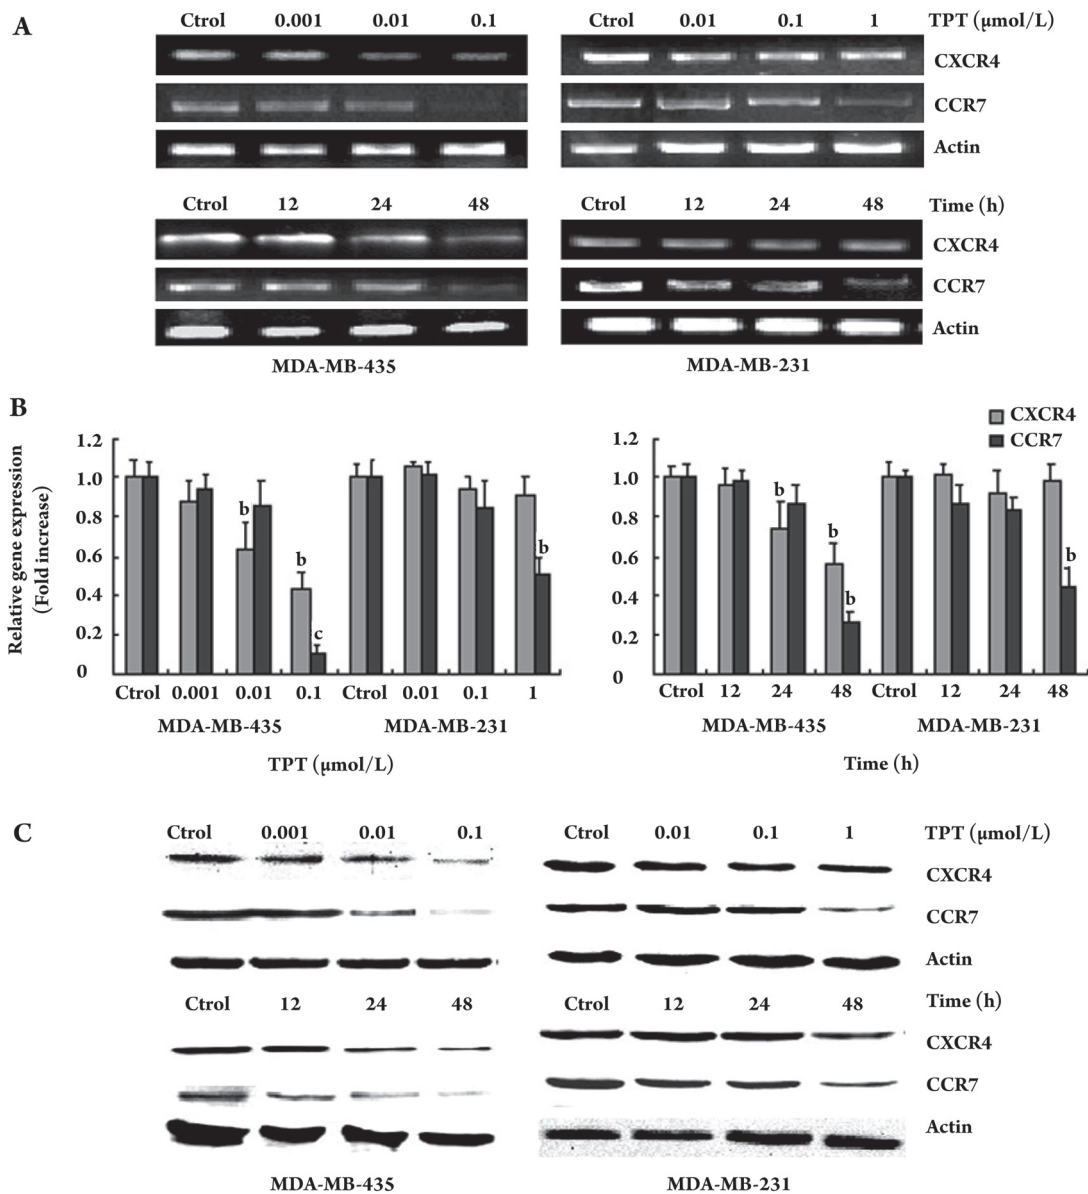 A
Ctrol 0.001 0.01 0.1 Ctrol 0.01 0.1 1 TPT (µmol/L)
CXCR4
CCR7
Actin
Ctrol 12 24 48 Ctrol 12 24 48 Time (h)
CXCR4
CCR7
Actin
MDA-MB-435 MDA-MB-231
B
CXCR4
CCR7
Relative gene expression
(Fold increase)
1.2
1.0
0.8
0.6
0.4
0.2
0
b
b
c
b
Ctrol 0.001 0.01 0.1 Ctrol 0.01 0.1 1
MDA-MB-435 MDA-MB-231
TPT (µmol/L)
1.2
1.0
0.8
0.6
0.4
0.2
0
b
b
b
b
Ctrol 12 24 48 Ctrol 12 24 48
MDA-MB-435 MDA-MB-231
Time (h)
C
Ctrol 0.001 0.01 0.1 Ctrol 0.01 0.1 1 TPT (µmol/L)
CXCR4
CCR7
Actin
Ctrol 12 24 48 Ctrol 12 24 48 Time (h)
CXCR4
CCR7
Actin
MDA-MB-435 MDA-MB-231